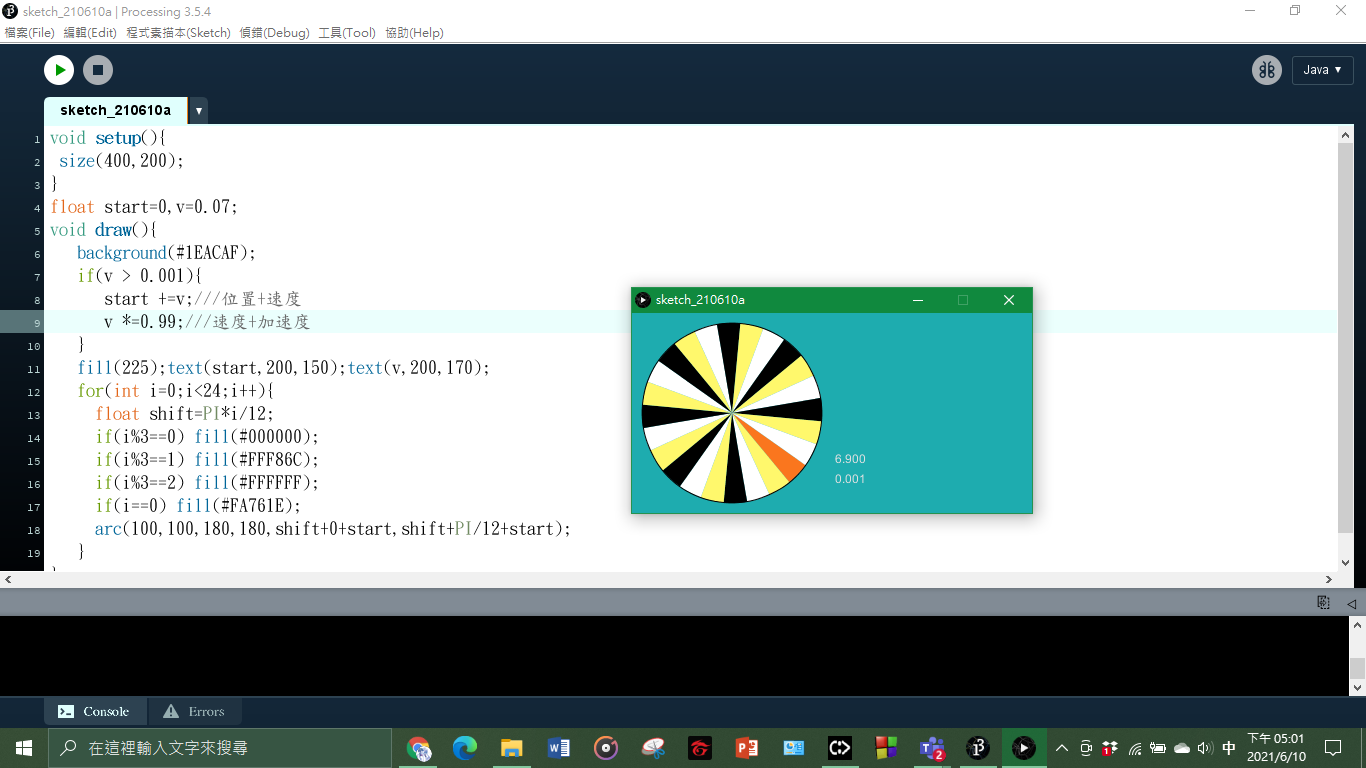 sketch_210610a | Processing 3.5.4
檔案(File) 編輯(Edit) 程式素描本(Sketch) 偵錯(Debug) 工具(Tool) 協助(Help)
Java ▼
sketch_210610a ▼
1 void setup(){
2 size(400,200);
3 }
4 float start=0,v=0.07;
5 void draw(){
6 background(#1EACAF);
7 if(v > 0.001){
8 start +=v;///位置+速度
9 v *=0.99;///速度+加速度
10 }
11 fill(225);text(start,200,150);text(v,200,170);
12 for(int i=0;i<24;i++){
13 float shift=PI*i/12;
14 if(i%3==0) fill(#000000);
15 if(i%3==1) fill(#FFF86C);
16 if(i%3==2) fill(#FFFFFF);
17 if(i==0) fill(#FA761E);
18 arc(100,100,180,180,shift+0+start,shift+PI/12+start);
19 }
sketch_210610a
6.900
0.001
Console Errors
在這裡輸入文字來搜尋
2
中
下午 05:01
2021/6/10